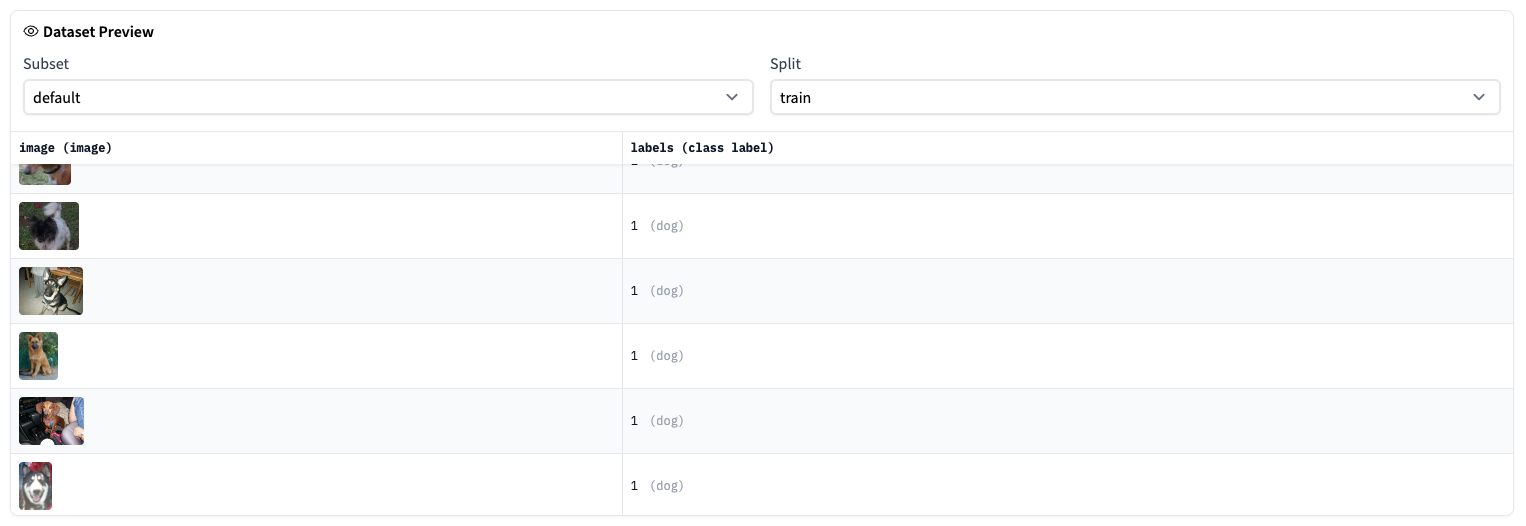 Dataset Preview
Subset
Split
default
train
image (image)
labels (class label)
1 (dog)
1 (dog)
1 (dog)
1 (dog)
1 (dog)